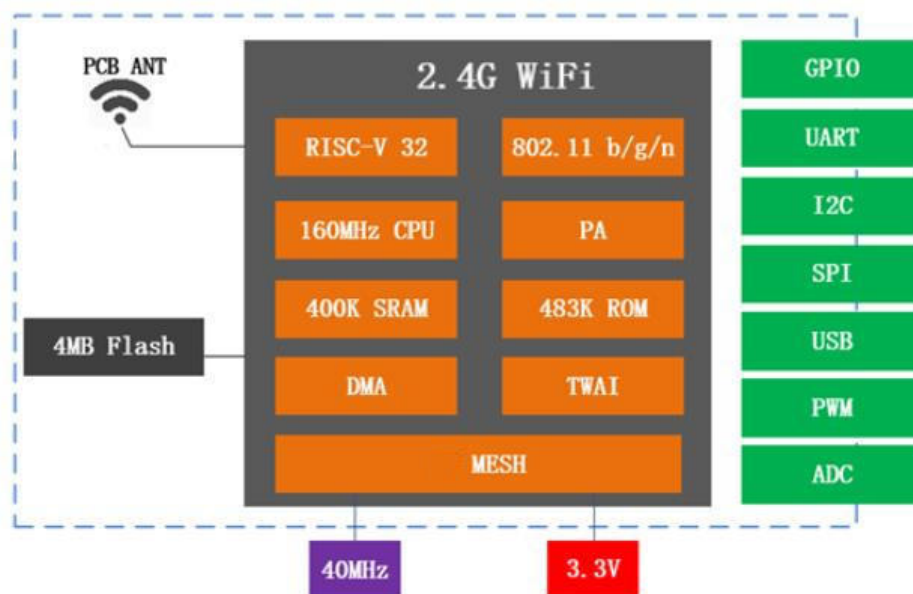 PCB ANT
2.4G WiFi
RISC-V 32
802.11 b/g/n
160MHz CPU
PA
400K SRAM
483K ROM
DMA
TWAI
MESH
4MB Flash
40MHz
3.3V
GPIO
UART
I2C
SPI
USB
PWM
ADC